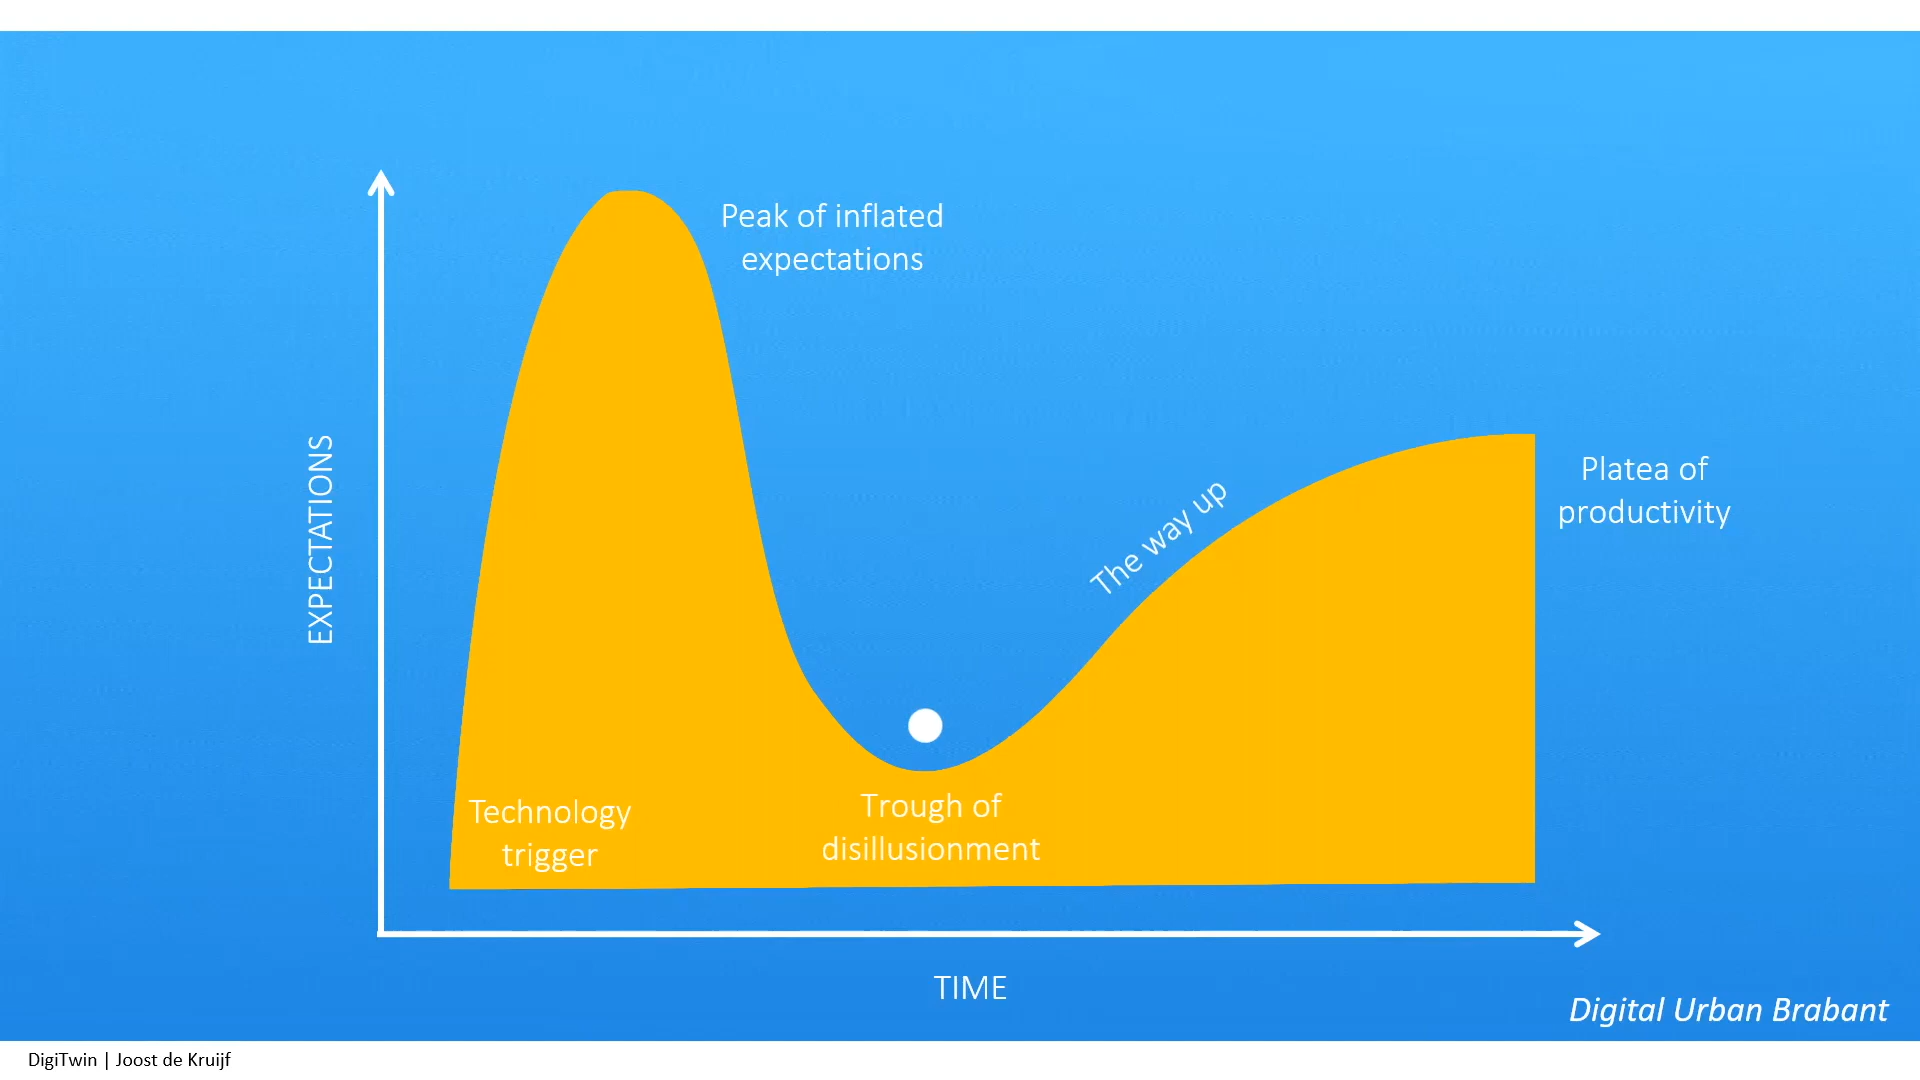 Peak of inflated
expectations
EXPECTATIONS
The way up
Platea of
productivity
Technology
trigger
Trough of
disillusionment
TIME
Digital Urban Brabant
DigiTwin | Joost de Kruijf